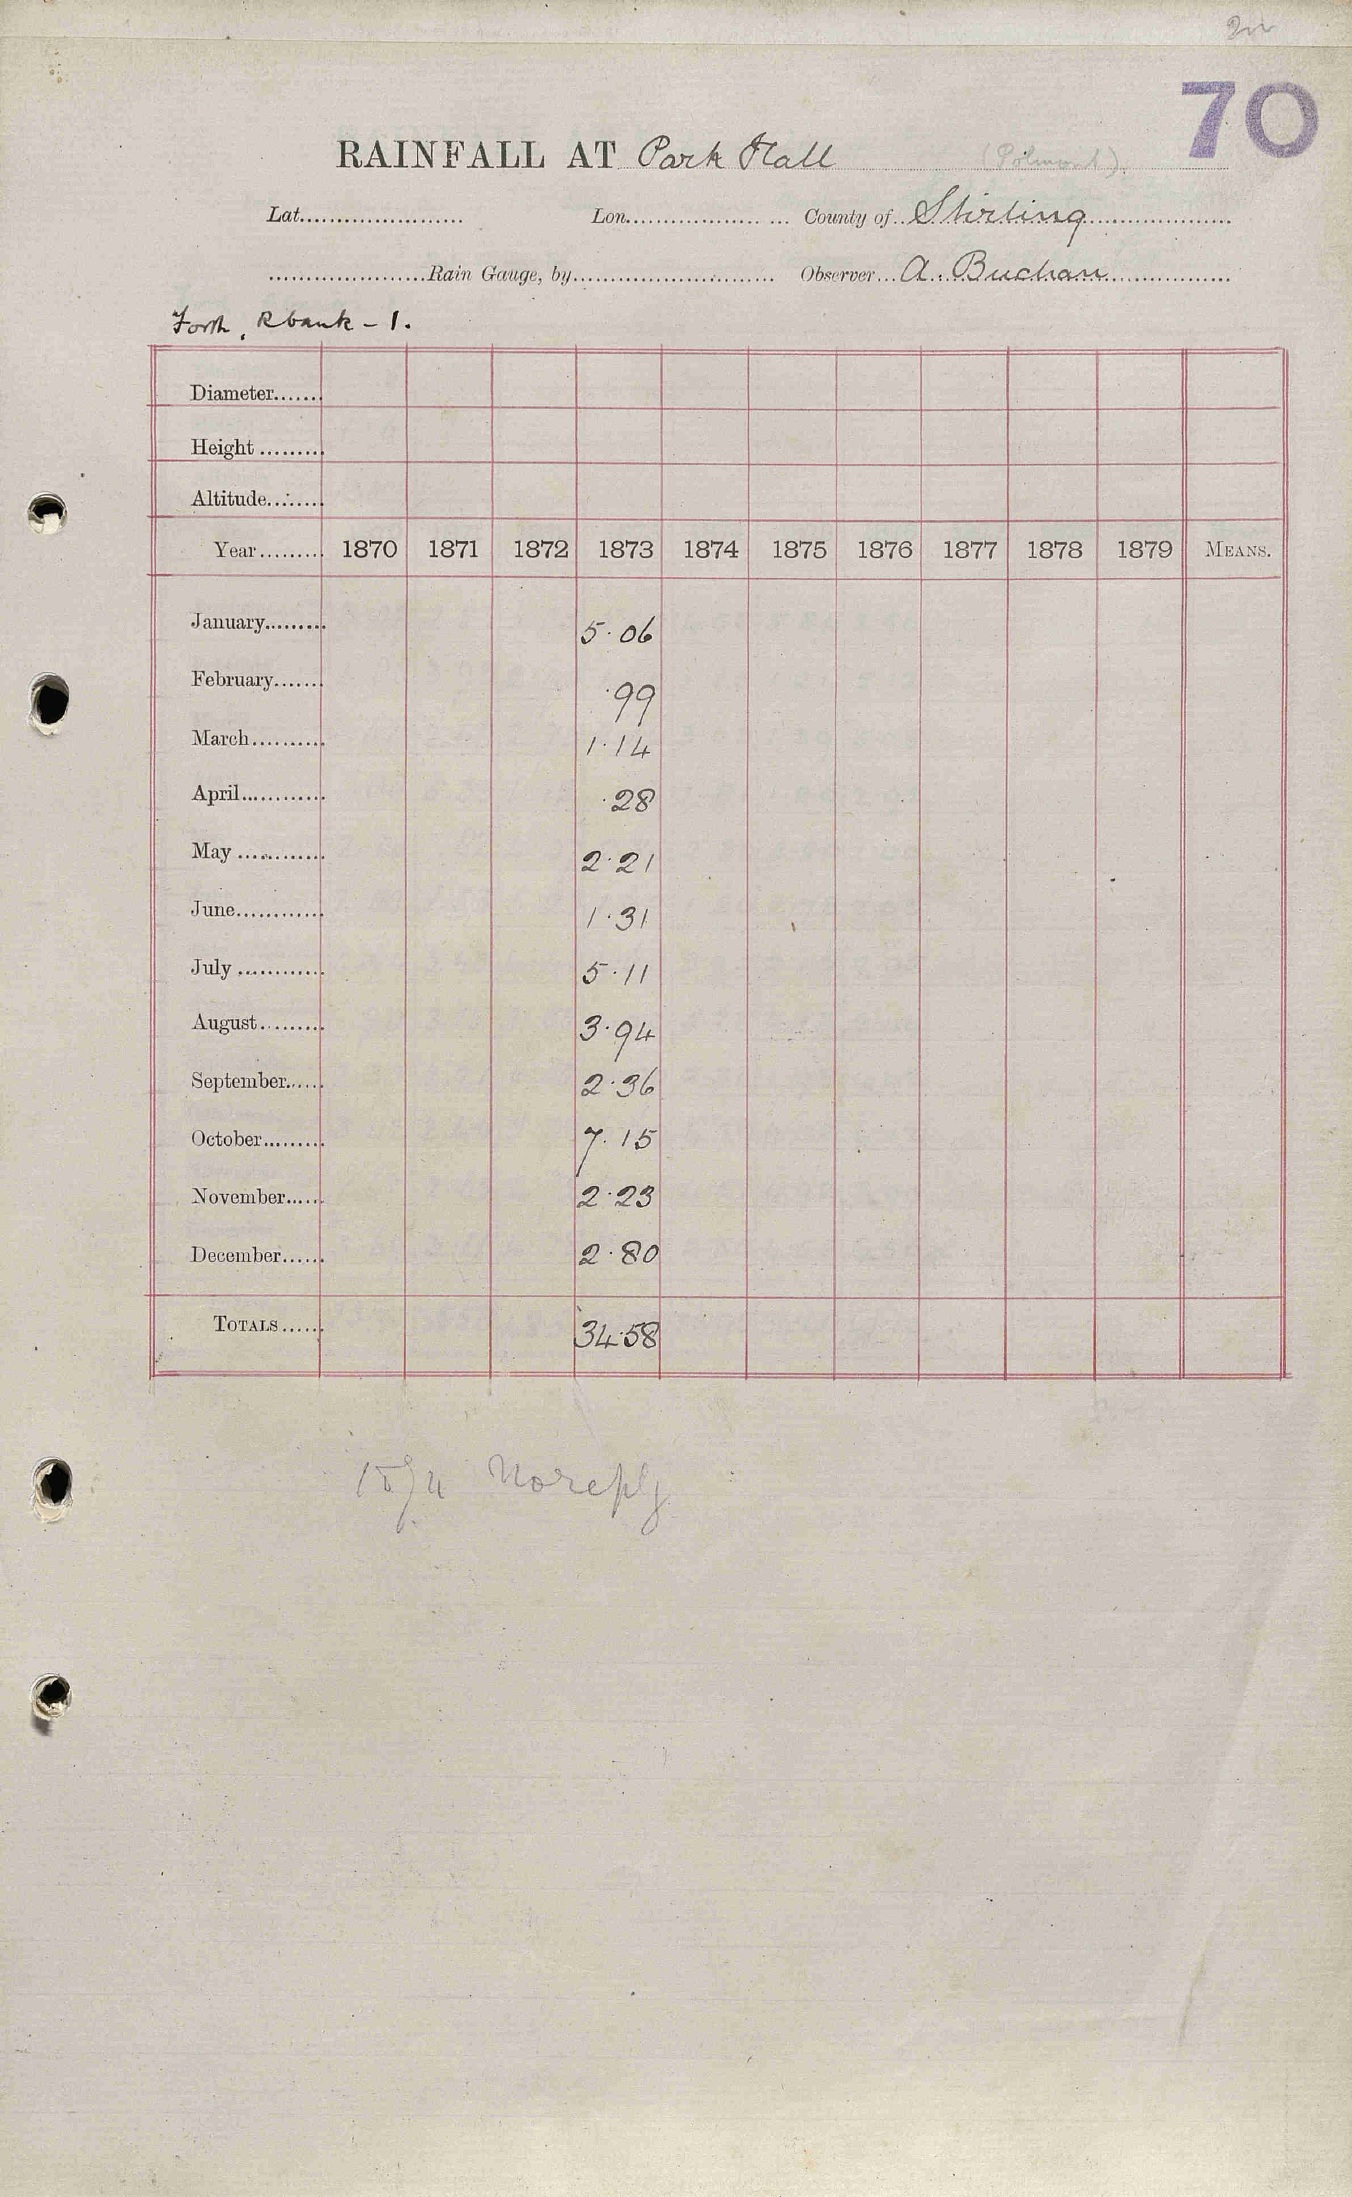 70
RAINFALL AT Park Hall (Polmont).
Lat...................... Lon.................. ... County of Stirling
.....................Rain Gauge, by........................... Observer A. Buchan
Forth, Rbank - 1.
Diameter.......
Height .........
Altitude........
Year......... 1870 1871 1872 1873 1874 1875 1876 1877 1878 1879 MEANS.
January......... 5.06
February....... .99
March.......... 1.14
April............ .28
May ............ 2.21
June............ 1.31
July ............ 5.11
August......... 3.94
September...... 2.36
October......... 7.15
November...... 2.23
December...... 2.80
TOTALS...... 34.58
No reply